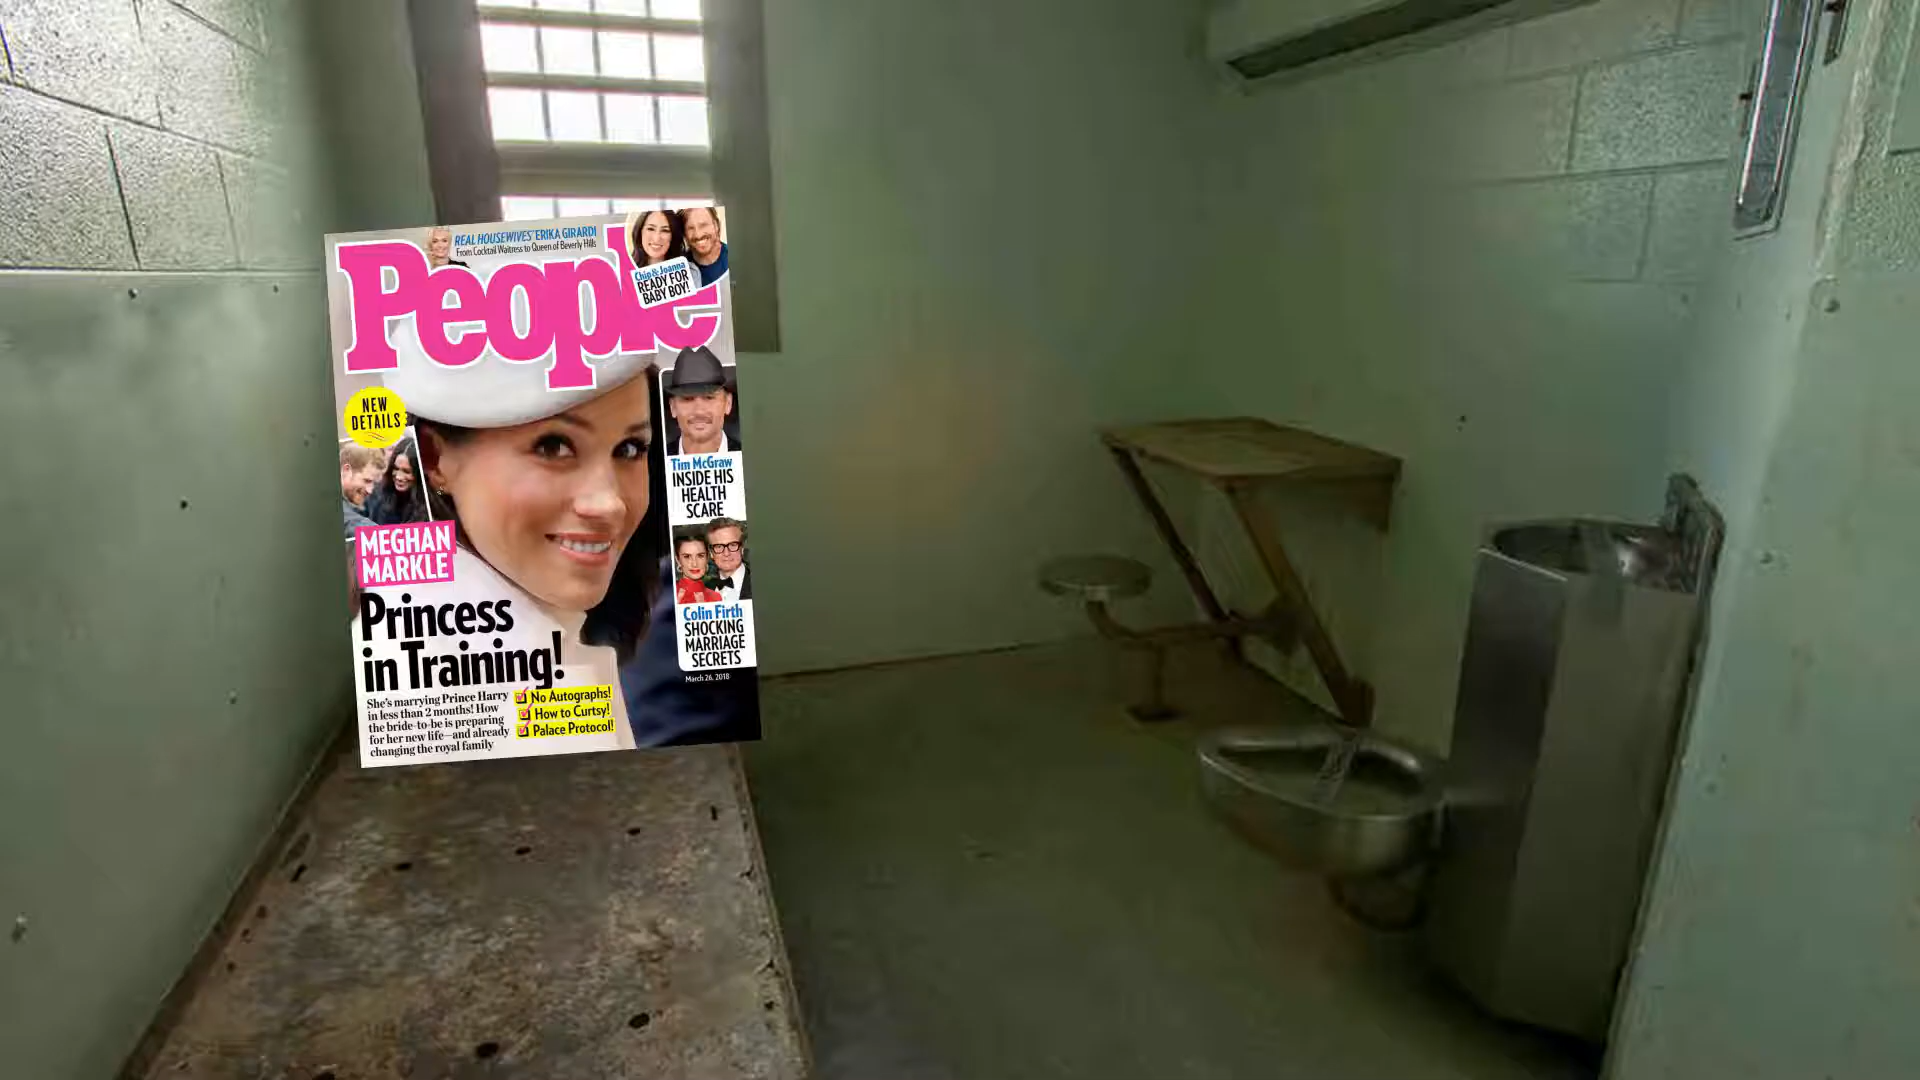 REAL HOUSEWIVES' ERIKA GIRARDI
From Cocktail Waitress to Queen of Beverly Hills
Chip & Joanna
READY FOR
BABY BOY!
People
NEW
DETAILS
Tim McGraw
INSIDE HIS
HEALTH
SCARE
MEGHAN
MARKLE
Princess
in Training!
She's marrying Prince Harry
in less than 2 months! How
the bride-to-be is preparing
for her new life—and already
changing the royal family
No Autographs!
How to Curtsy!
Palace Protocol!
Colin Firth
SHOCKING
MARRIAGE
SECRETS
March 26, 2018